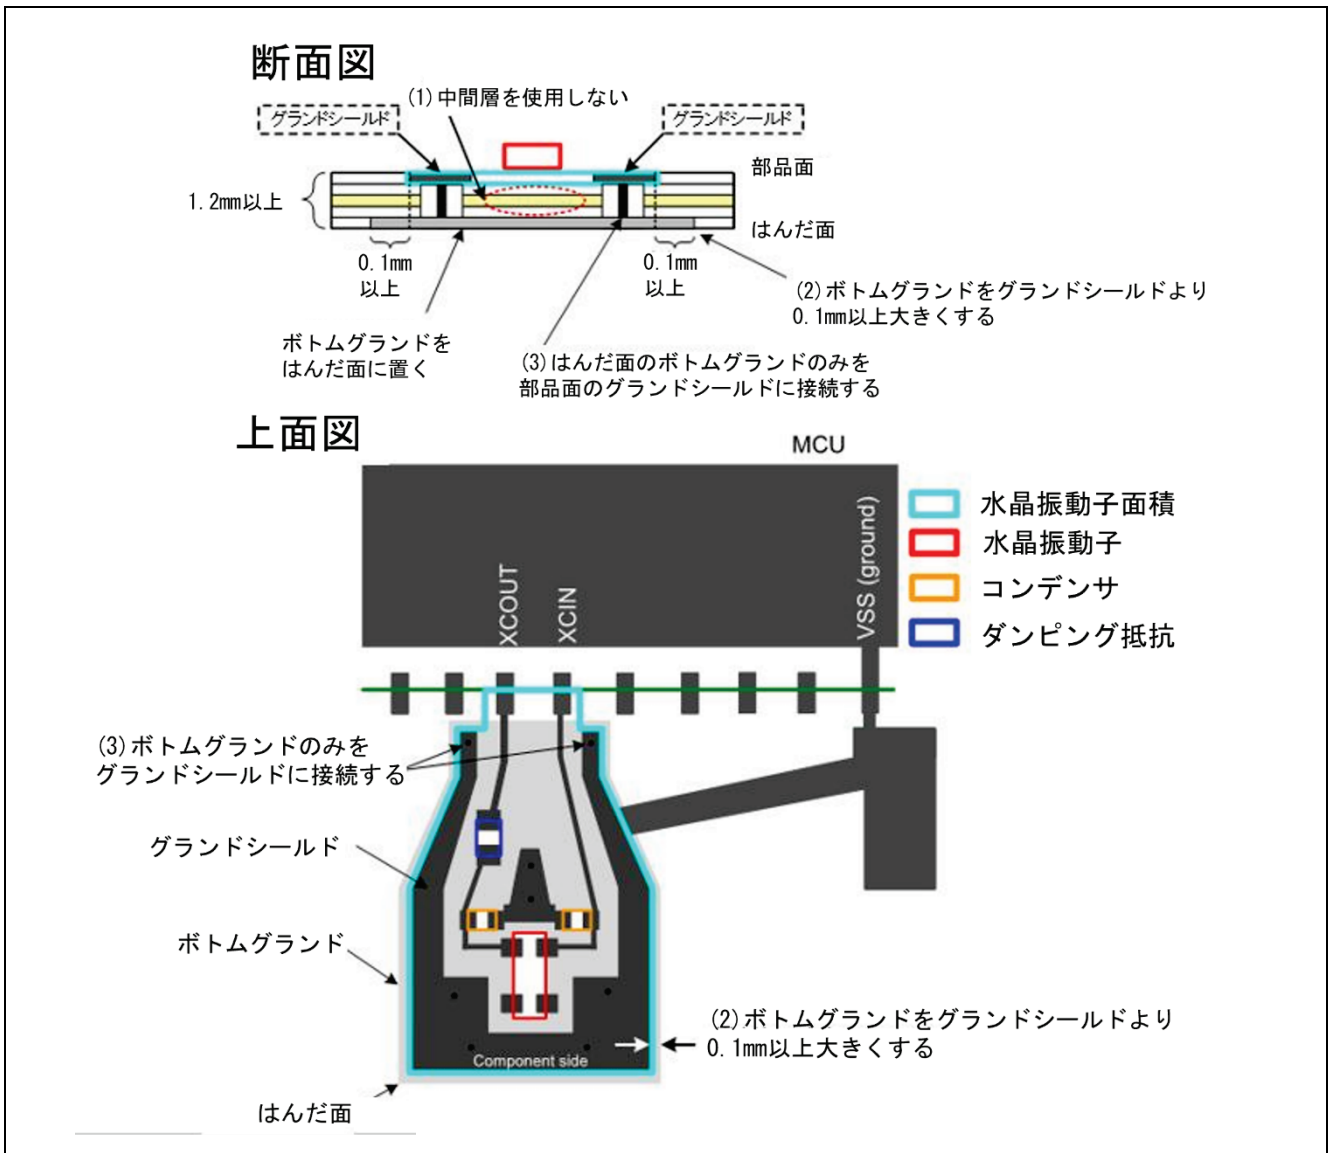 断面図
(1)中間層を使用しない
グランドシールド
グランドシールド
部品面
1.2mm以上
はんだ面
0.1mm
以上
0.1mm
以上
(2)ボトムグランドをグランドシールドより
0.1mm以上大きくする
ボトムグランドを
はんだ面に置く
(3)はんだ面のボトムグランドのみを
部品面のグランドシールドに接続する
上面図
MCU
水晶振動子面積
水晶振動子
コンデンサ
ダンピング抵抗
XCOUT
XCIN
VSS (ground)
(3)ボトムグランドのみを
グランドシールドに接続する
グランドシールド
ボトムグランド
(2)ボトムグランドをグランドシールドより
0.1mm以上大きくする
Component side
はんだ面